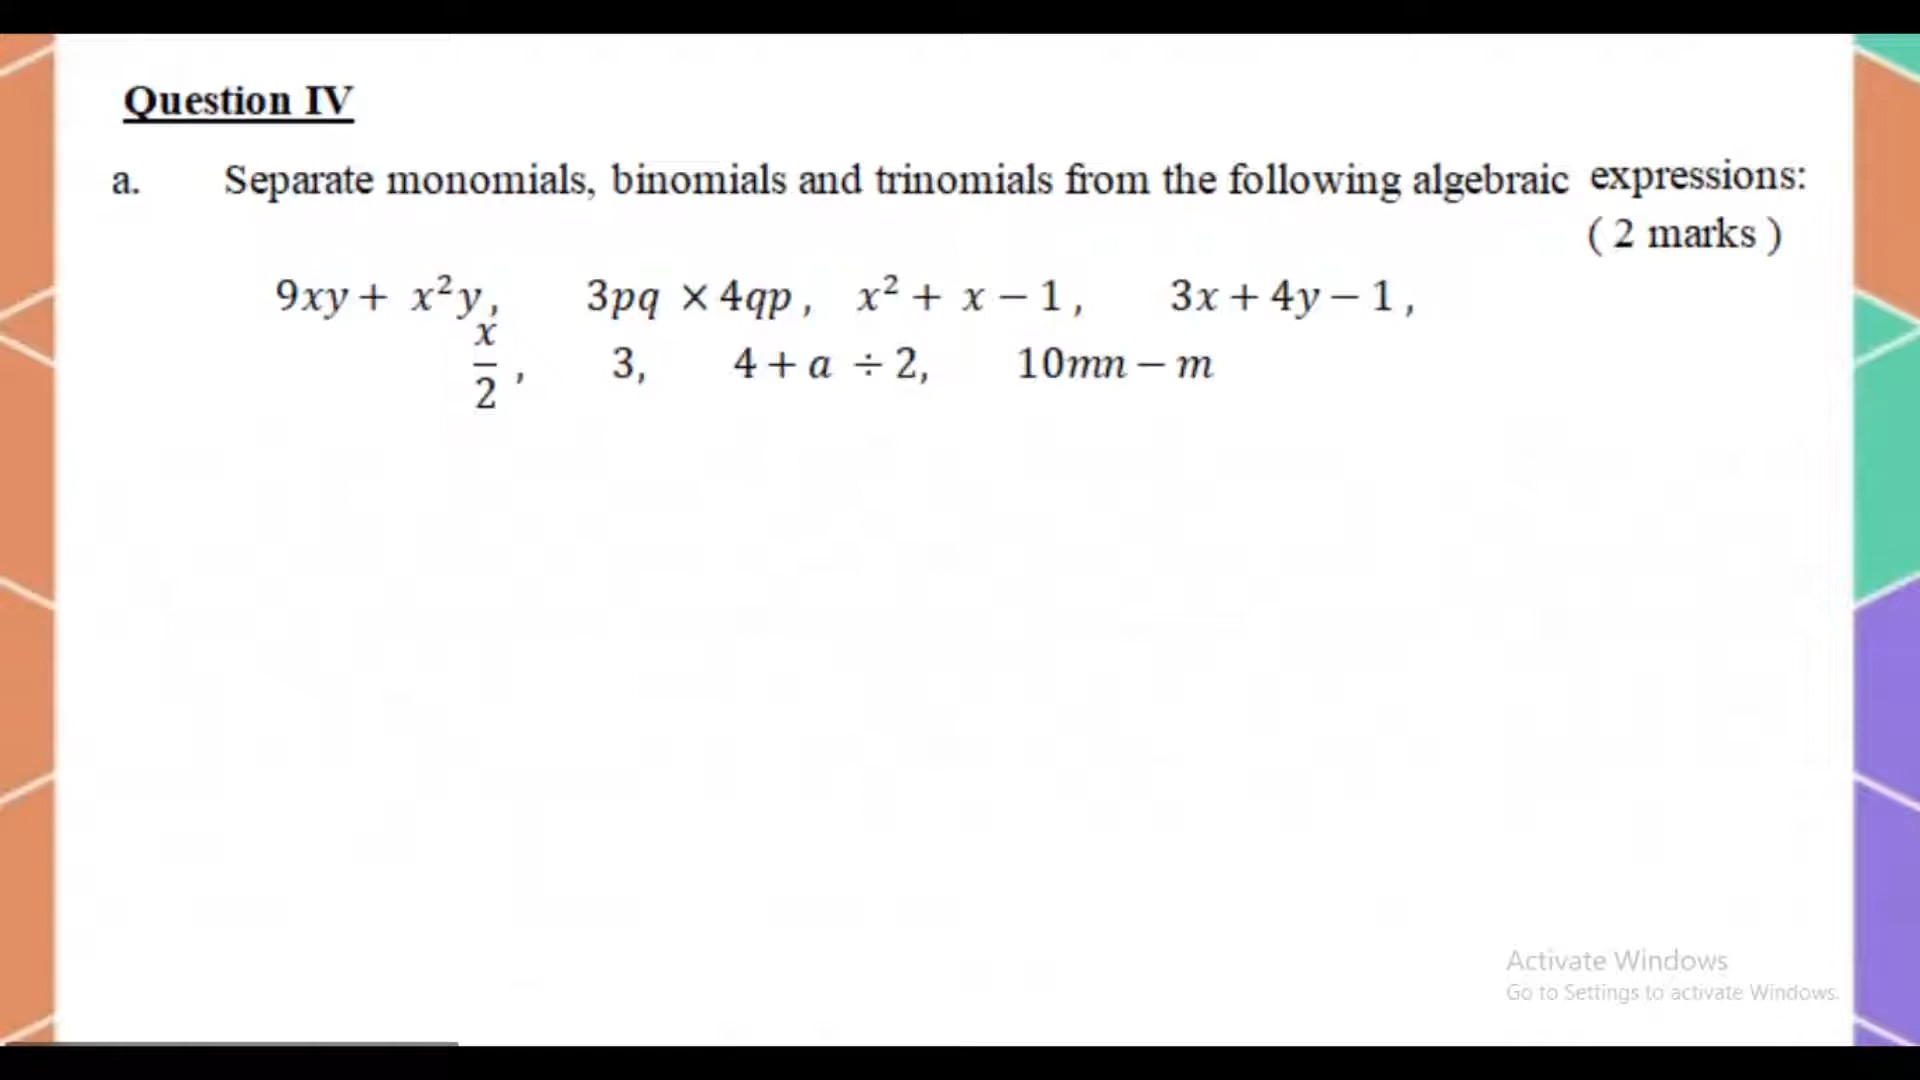 Question IV
a. Separate monomials, binomials and trinomials from the following algebraic expressions:
( 2 marks )
9xy + x²y, 3pq × 4qp , x² + x – 1 , 3x + 4y – 1 ,
x/2 , 3, 4 + a ÷ 2, 10mn – m
Activate Windows
Go to Settings to activate Windows.